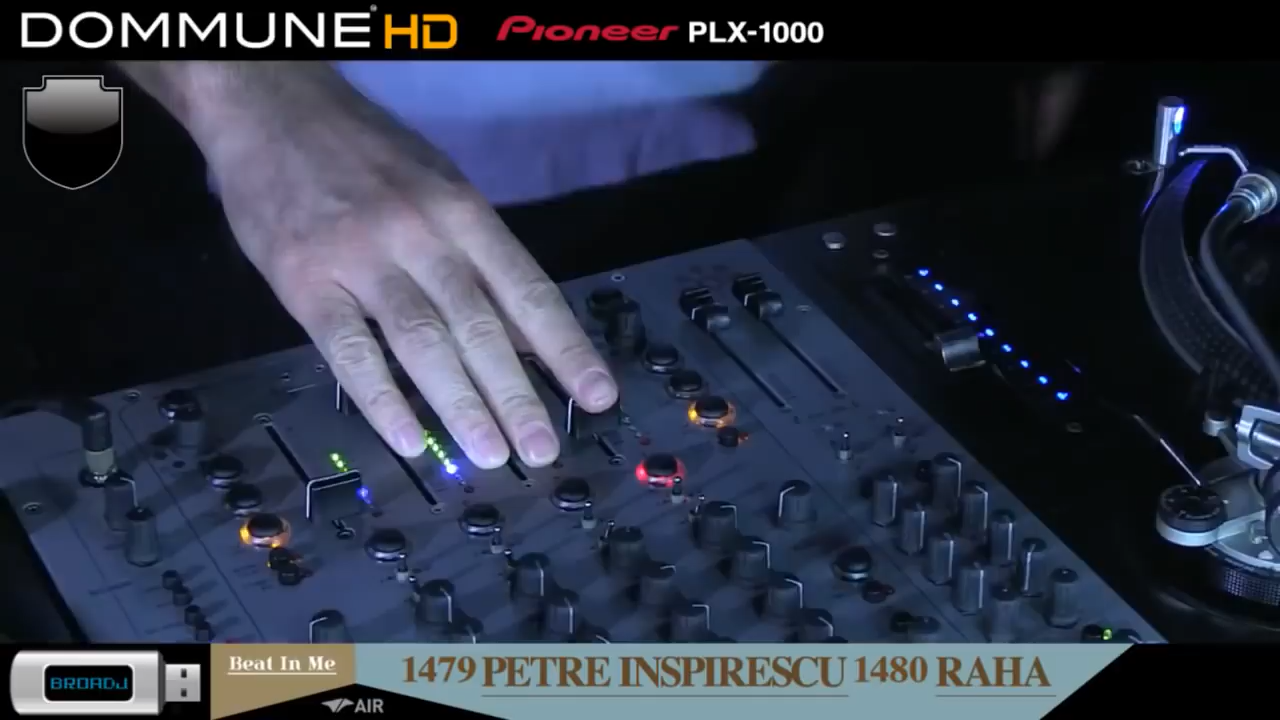 DOMMUNE HD Pioneer PLX-1000
BROADJ
Beat In Me
1479 PETRE INSPIRESCU 1480 RAHA
AIR